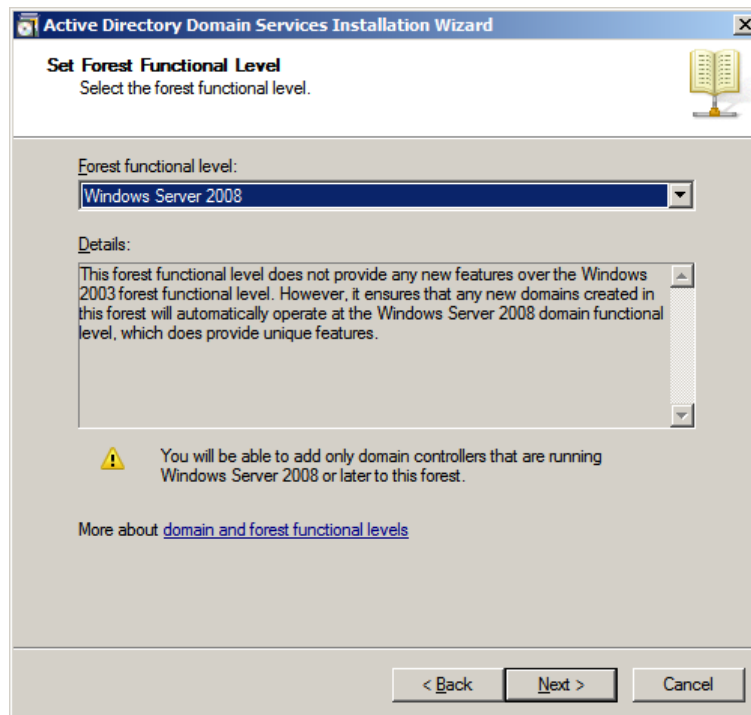 Active Directory Domain Services Installation Wizard
Set Forest Functional Level
Select the forest functional level.
Forest functional level:
Windows Server 2008
Details:
This forest functional level does not provide any new features over the Windows
2003 forest functional level. However, it ensures that any new domains created in
this forest will automatically operate at the Windows Server 2008 domain functional
level, which does provide unique features.
You will be able to add only domain controllers that are running
Windows Server 2008 or later to this forest.
More about domain and forest functional levels
< Back
Next >
Cancel